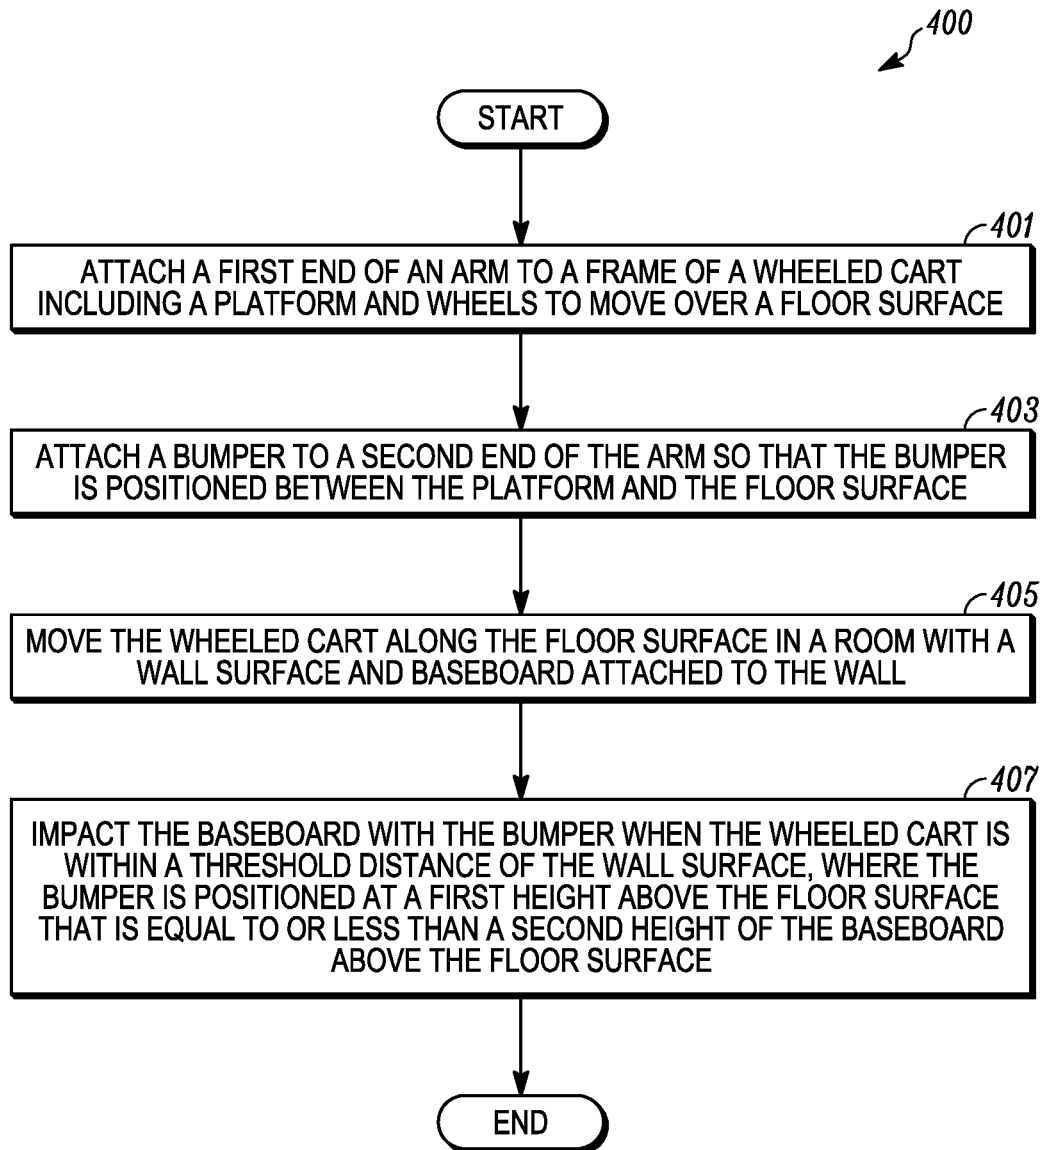 400
START
401
ATTACH A FIRST END OF AN ARM TO A FRAME OF A WHEELED CART
INCLUDING A PLATFORM AND WHEELS TO MOVE OVER A FLOOR SURFACE
403
ATTACH A BUMPER TO A SECOND END OF THE ARM SO THAT THE BUMPER
IS POSITIONED BETWEEN THE PLATFORM AND THE FLOOR SURFACE
405
MOVE THE WHEELED CART ALONG THE FLOOR SURFACE IN A ROOM WITH A
WALL SURFACE AND BASEBOARD ATTACHED TO THE WALL
407
IMPACT THE BASEBOARD WITH THE BUMPER WHEN THE WHEELED CART IS
WITHIN A THRESHOLD DISTANCE OF THE WALL SURFACE, WHERE THE
BUMPER IS POSITIONED AT A FIRST HEIGHT ABOVE THE FLOOR SURFACE
THAT IS EQUAL TO OR LESS THAN A SECOND HEIGHT OF THE BASEBOARD
ABOVE THE FLOOR SURFACE
END